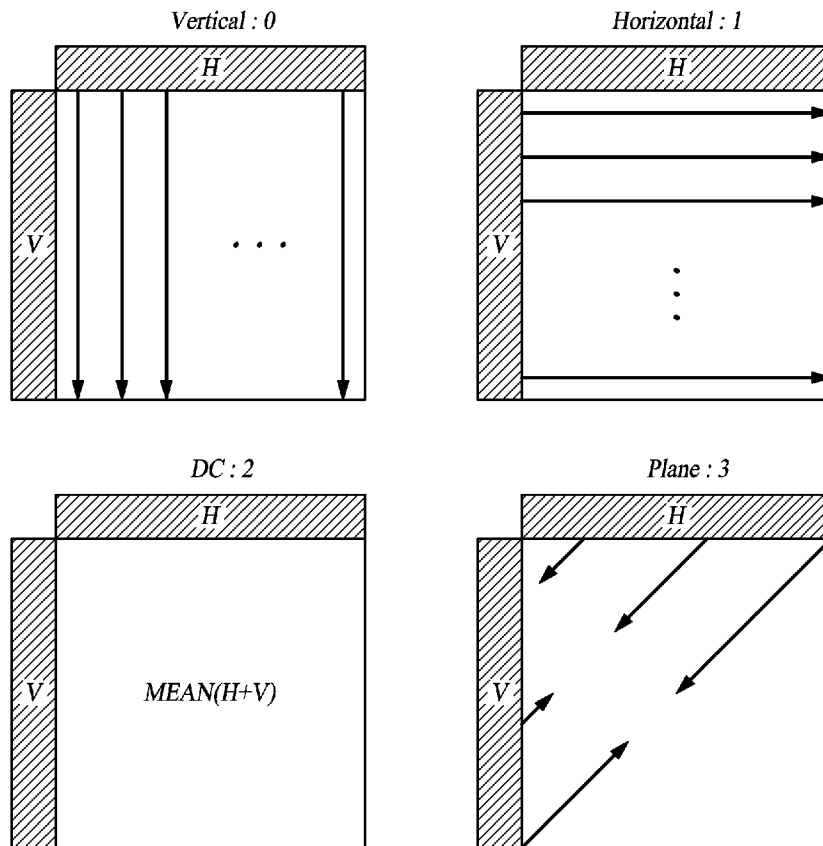 Vertical : 0
H
V
Horizontal : 1
H
V
DC : 2
H
V
MEAN(H+V)
Plane : 3
H
V